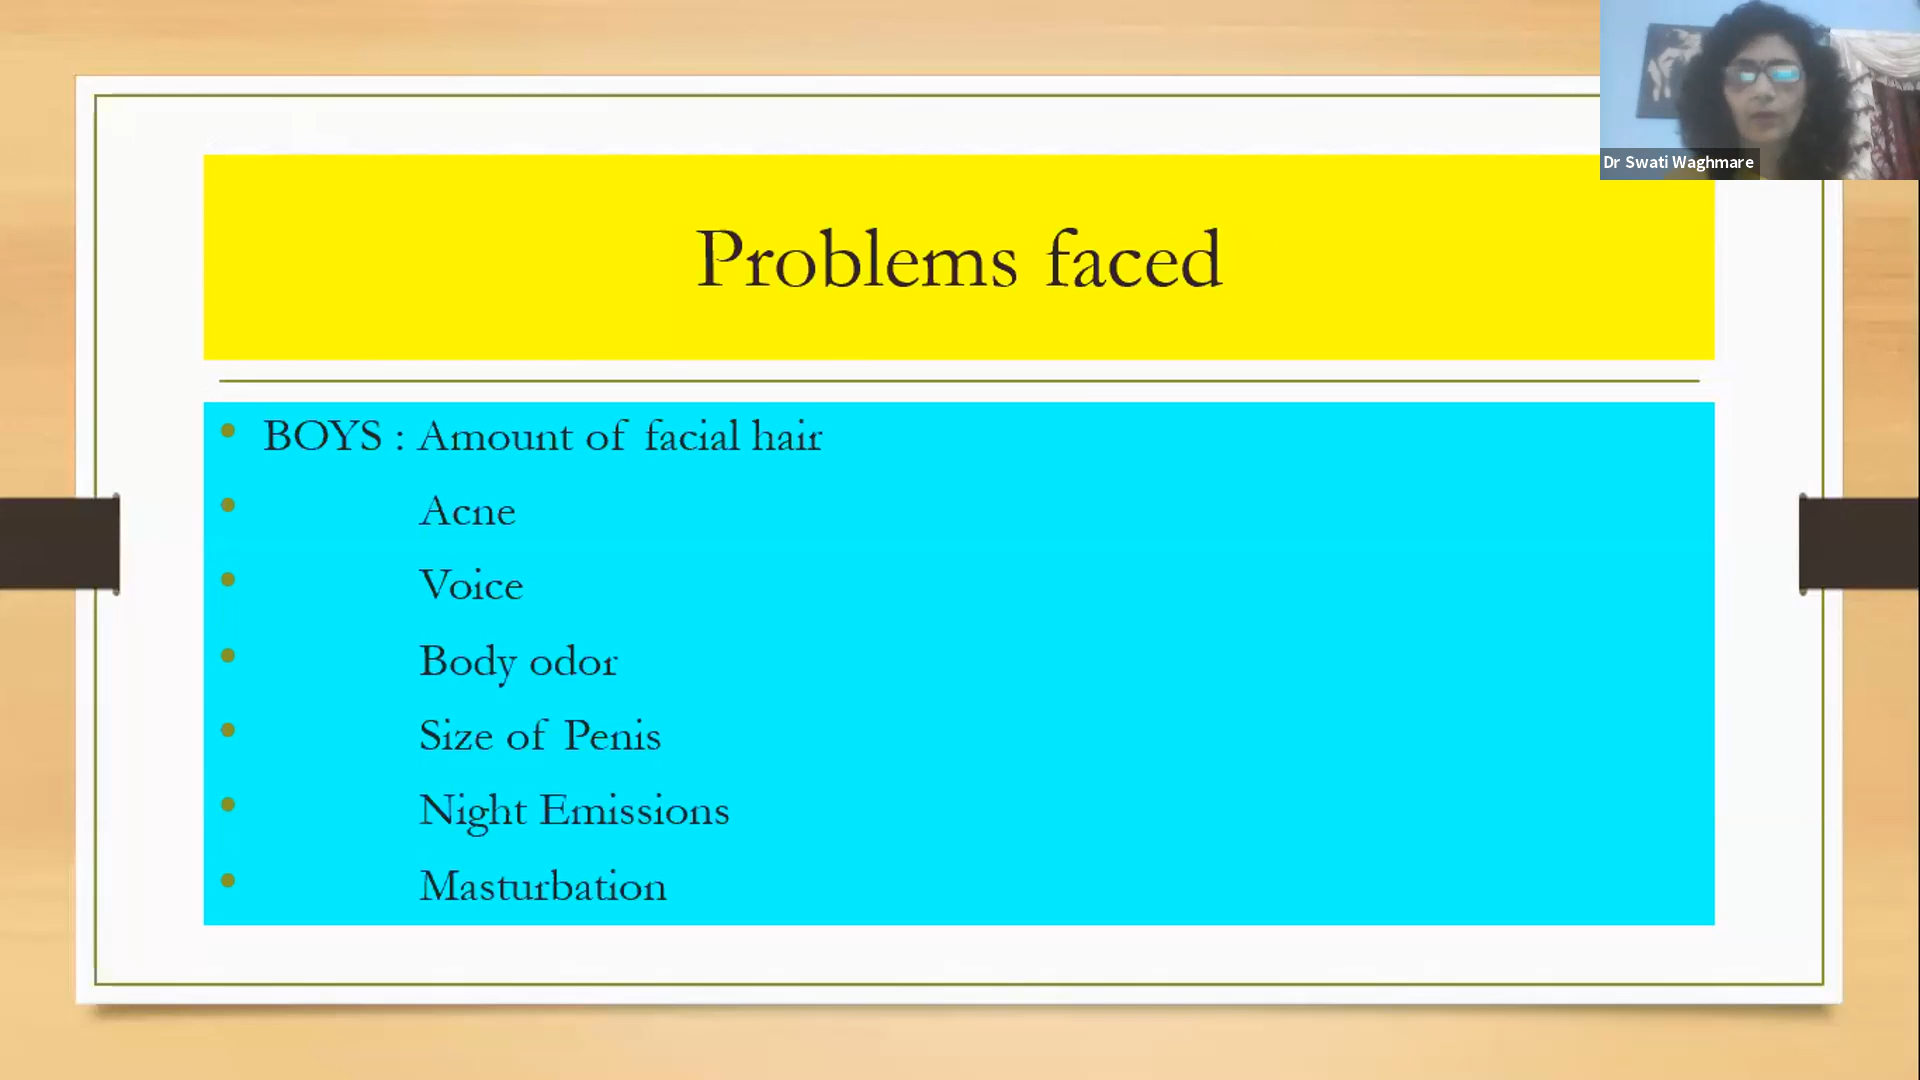 Dr Swati Waghmare
Problems faced
• BOYS : Amount of facial hair
• Acne
• Voice
• Body odor
• Size of Penis
• Night Emissions
• Masturbation